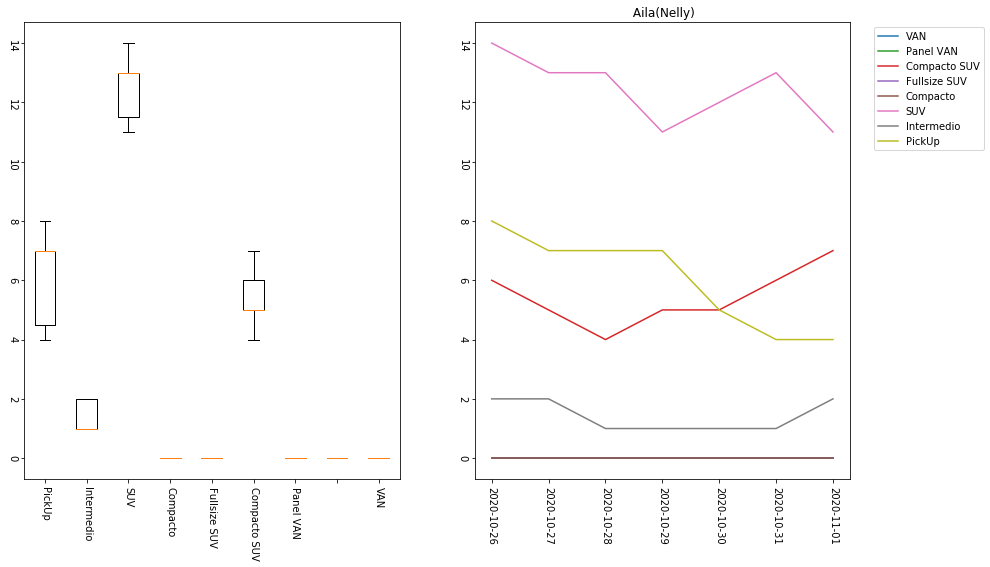 14
12
10
8
6
4
2
0
PickUp
Intermedio
SUV
Compacto
Fullsize SUV
Compacto SUV
Panel VAN
VAN
Aila(Nelly)
14
12
10
8
6
4
2
0
2020-10-26
2020-10-27
2020-10-28
2020-10-29
2020-10-30
2020-10-31
2020-11-01
VAN
Panel VAN
Compacto SUV
Fullsize SUV
Compacto
SUV
Intermedio
PickUp